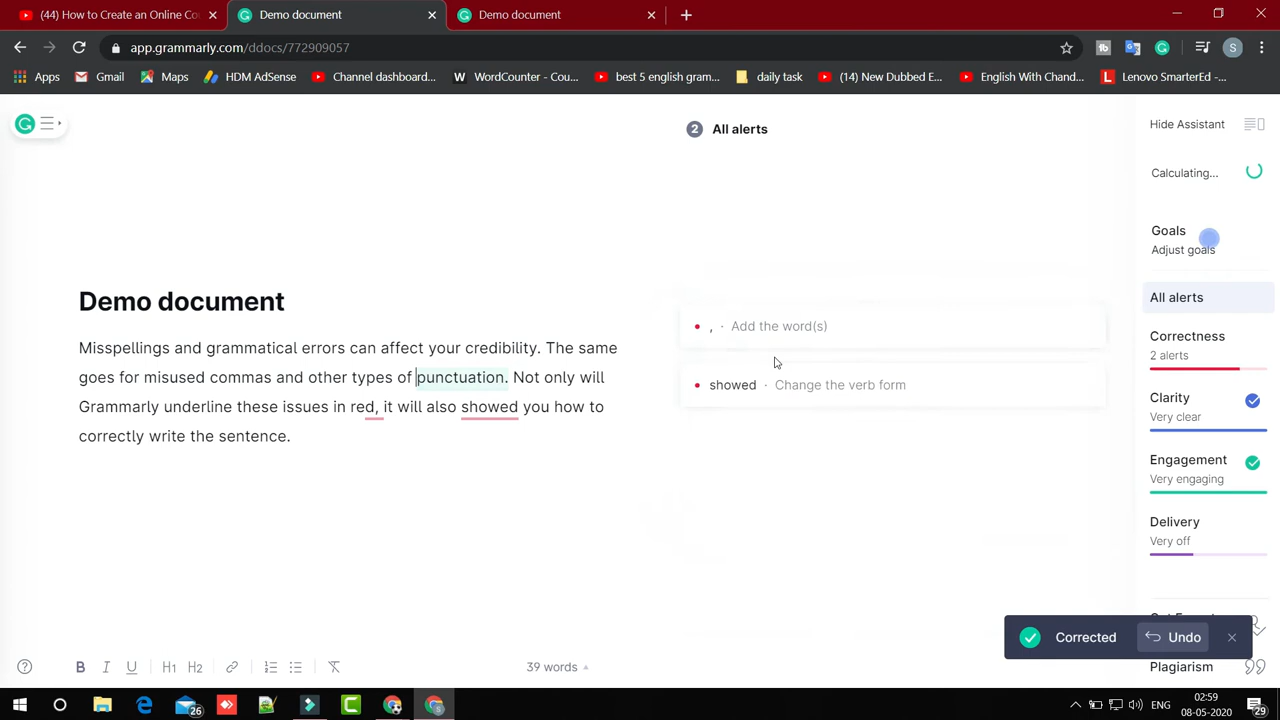 (44) How to Create an Online Co
Demo document
Demo document
app.grammarly.com/ddocs/772909057
S
Apps
Gmail
Maps
HDM AdSense
Channel dashboard...
WordCounter - Cou...
best 5 english gram...
daily task
(14) New Dubbed E...
English With Chand...
Lenovo SmarterEd -...
2 All alerts
Hide Assistant
Calculating...
Goals
Adjust goals
All alerts
Correctness
2 alerts
Clarity
Very clear
Engagement
Very engaging
Delivery
Very off
Demo document
Misspellings and grammatical errors can affect your credibility. The same
goes for misused commas and other types of punctuation. Not only will
Grammarly underline these issues in red, it will also showed you how to
correctly write the sentence.
, · Add the word(s)
showed · Change the verb form
Corrected
Undo
Plagiarism
B I U H1 H2
39 words
26
ENG
02:59
08-05-2020
29